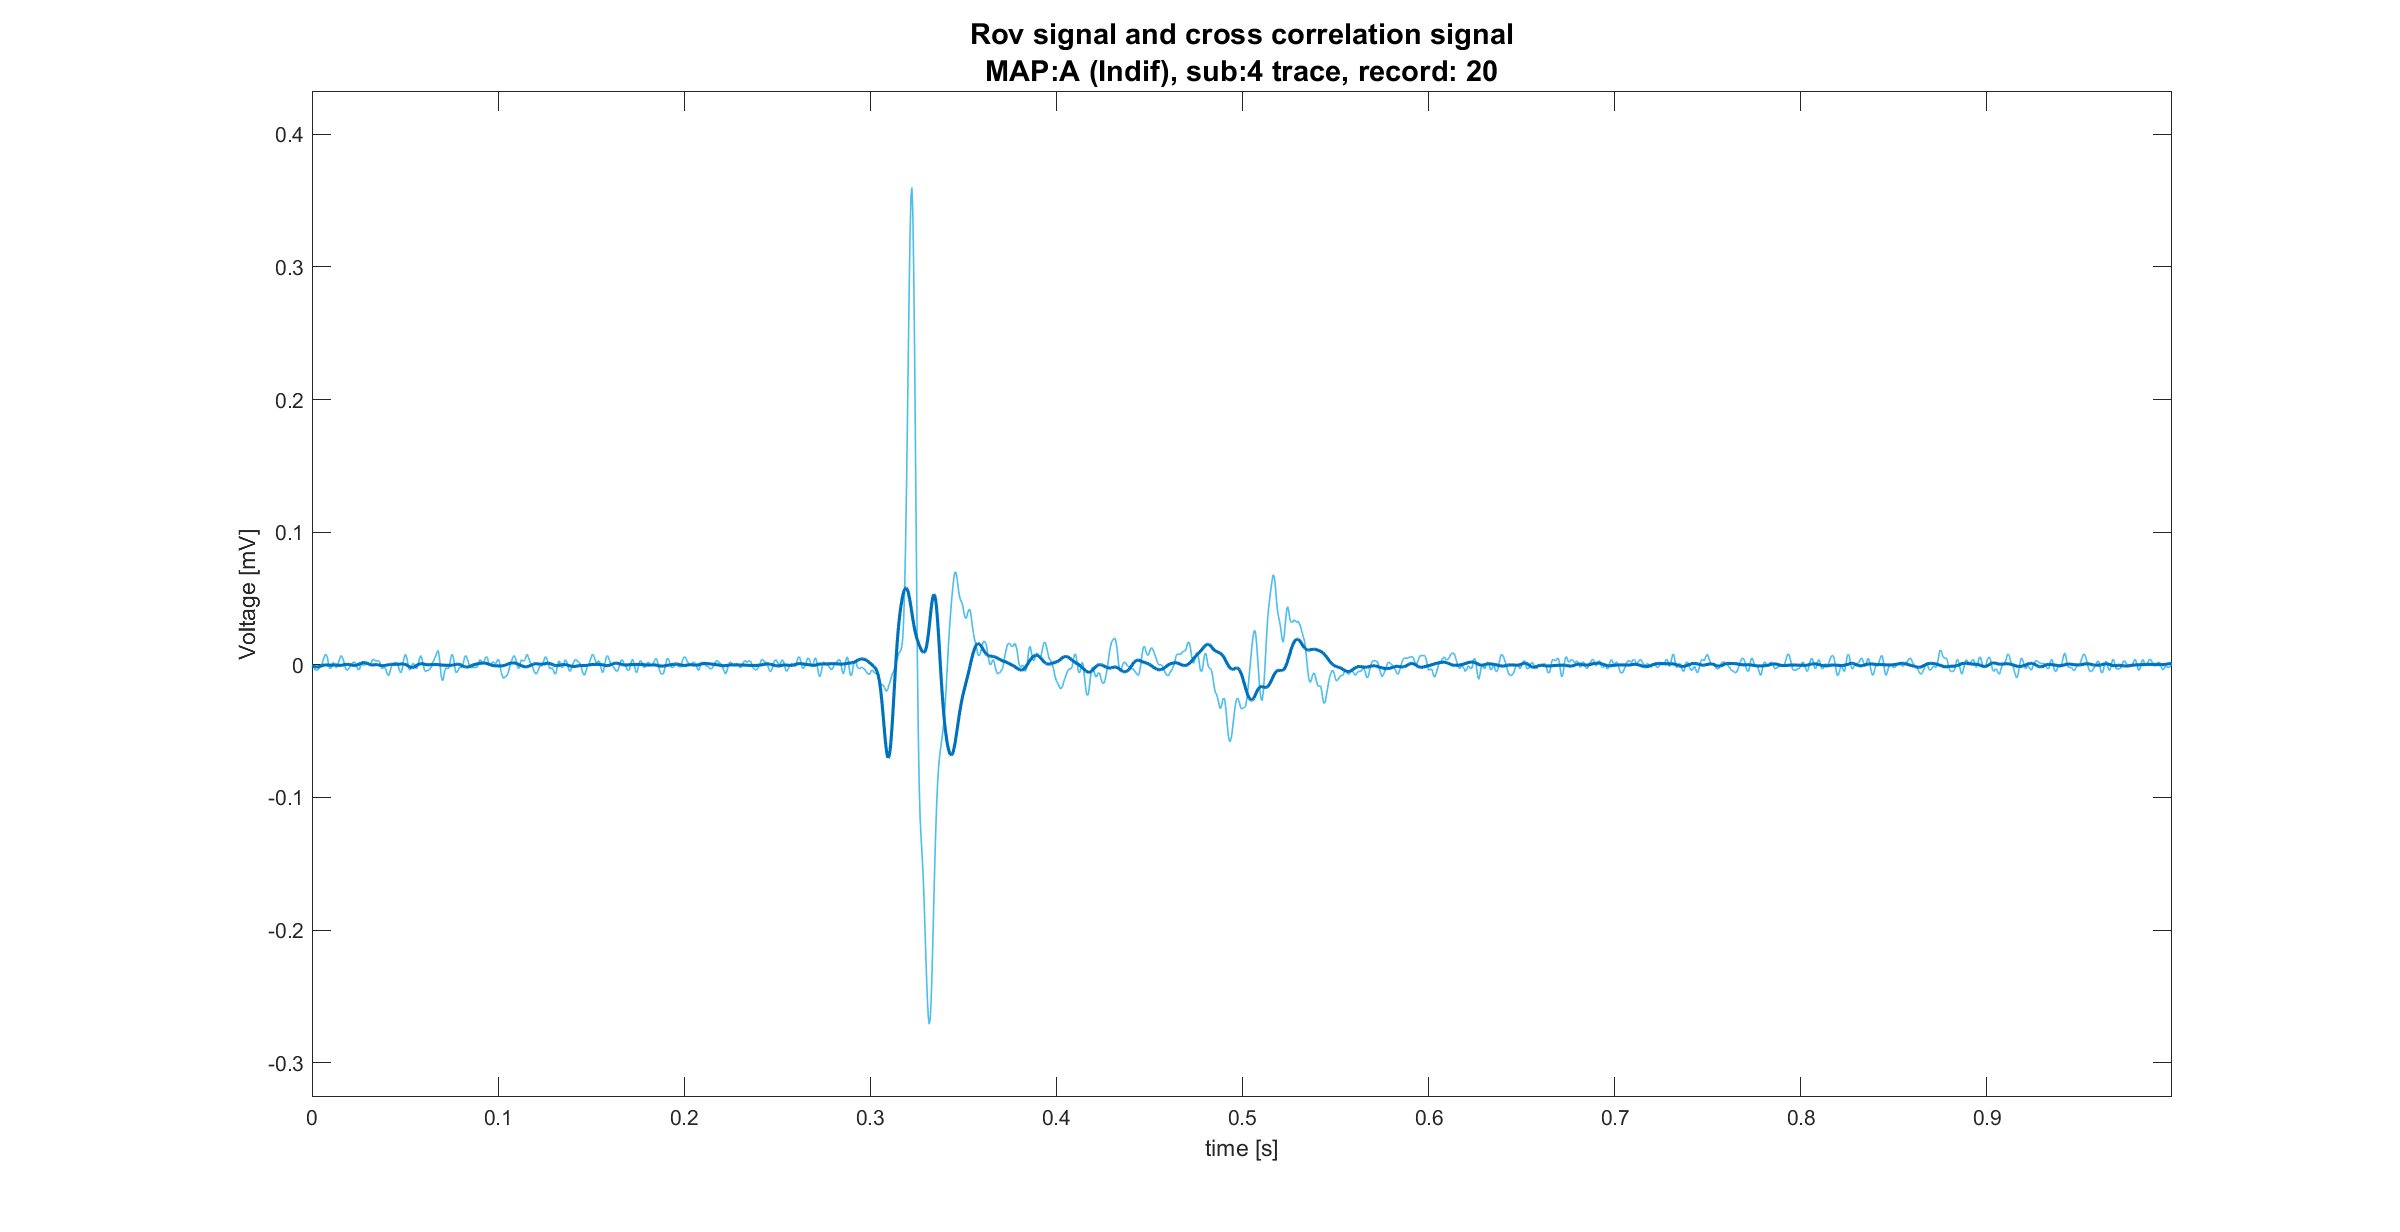 Rov signal and cross correlation signal
MAP:A (Indif), sub:4 trace, record: 20
Voltage [mV]
0.4
0.3
0.2
0.1
0
-0.1
-0.2
-0.3
0 0.1 0.2 0.3 0.4 0.5 0.6 0.7 0.8 0.9
time [s]